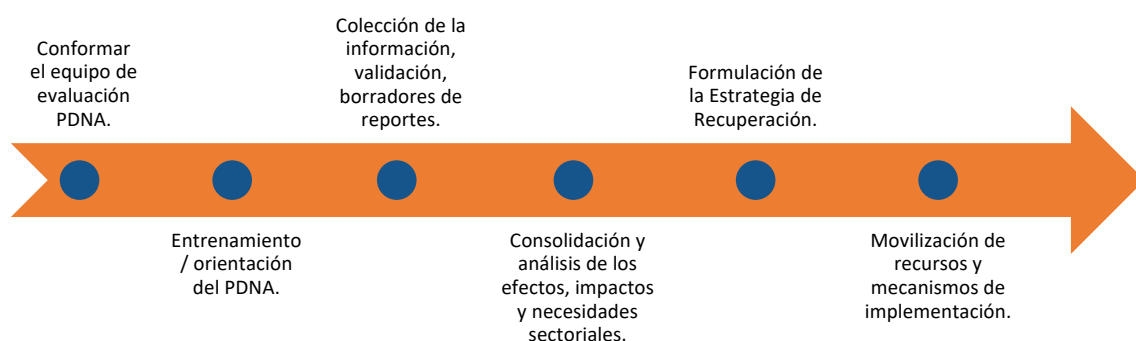 Conformar
el equipo de
evaluación
PDNA.
Entrenamiento
/ orientación
del PDNA.
Colección de la
información,
validación,
borradores de
reportes.
Consolidación y
análisis de los
efectos, impactos
y necesidades
sectoriales.
Formulación de
la Estrategia de
Recuperación.
Movilización de
recursos y
mecanismos de
implementación.